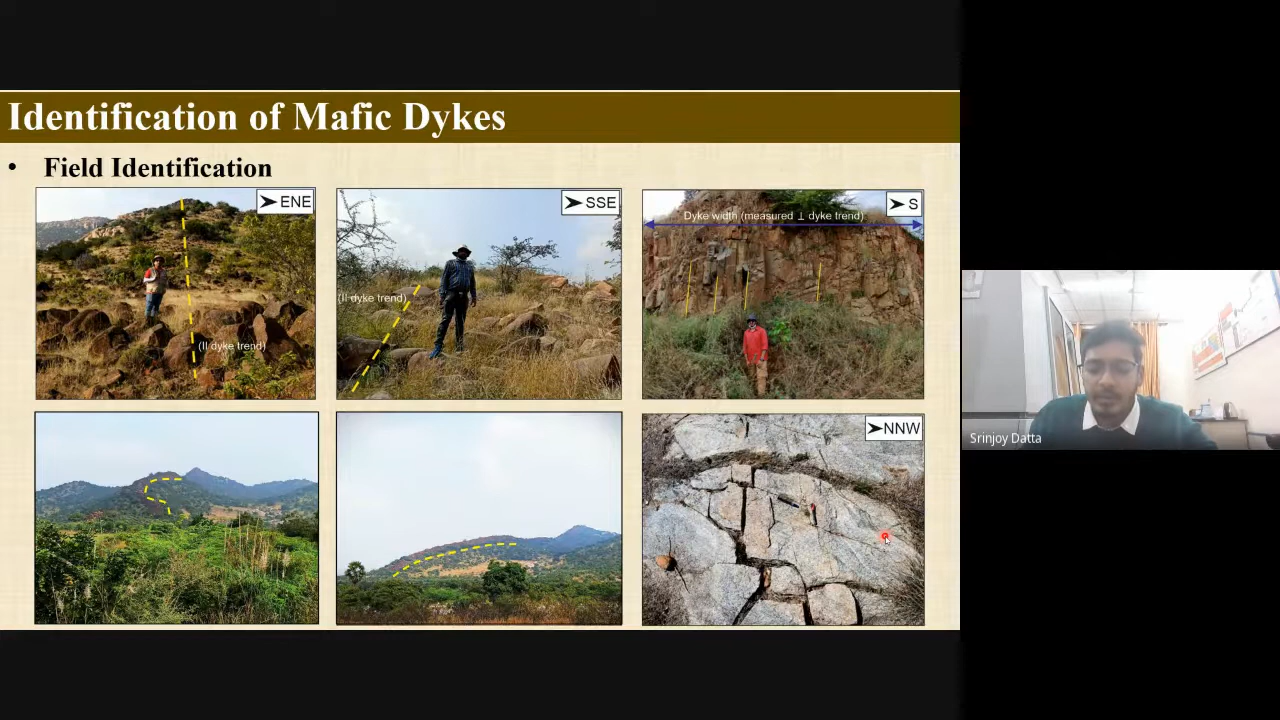 Identification of Mafic Dykes
• Field Identification
ENE
(II dyke trend)
SSE
(II dyke trend)
S
Dyke width (measured ⊥ dyke trend)
NNW
Srinjoy Datta